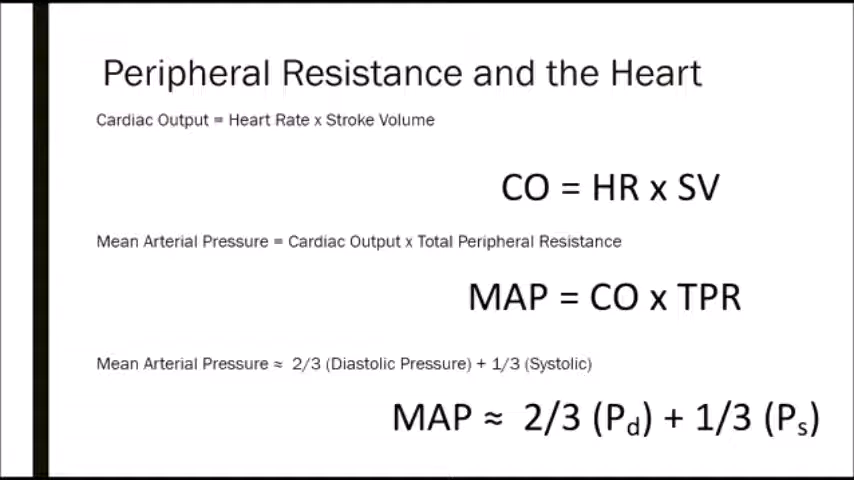 Peripheral Resistance and the Heart
Cardiac Output = Heart Rate x Stroke Volume
CO = HR x SV
Mean Arterial Pressure = Cardiac Output x Total Peripheral Resistance
MAP = CO x TPR
Mean Arterial Pressure ≈ 2/3 (Diastolic Pressure) + 1/3 (Systolic)
MAP ≈ 2/3 (Pd) + 1/3 (Ps)